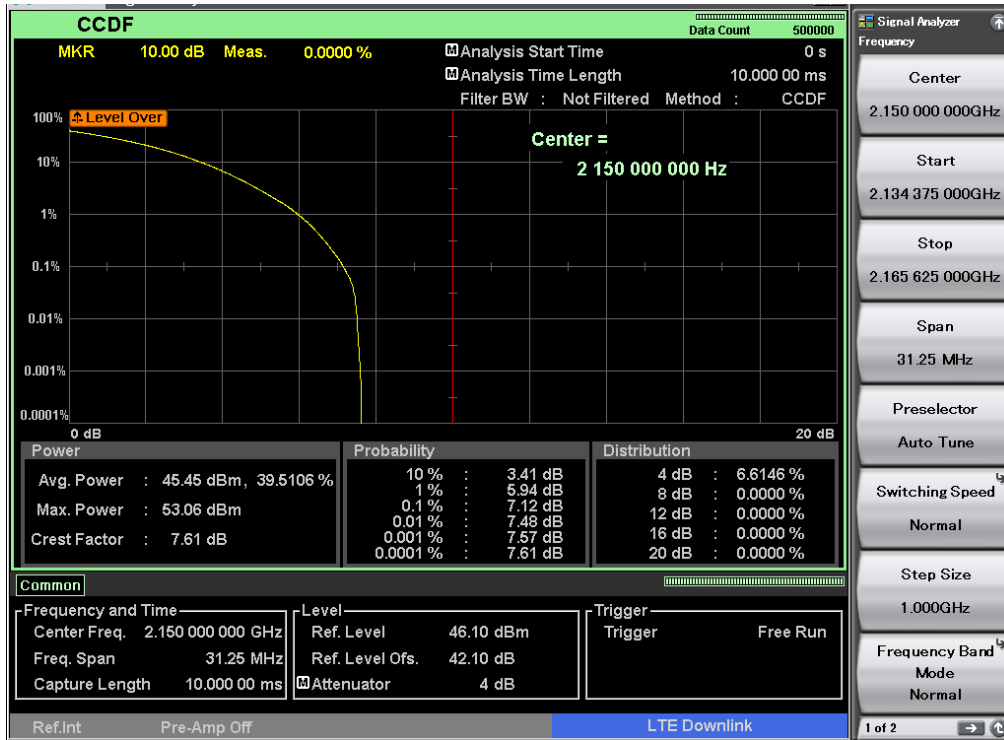 CCDF
Data Count 500000
MKR 10.00 dB Meas. 0.0000 %
M Analysis Start Time 0 s
M Analysis Time Length 10.000 00 ms
Filter BW : Not Filtered Method : CCDF
100%
Level Over
Center =
2 150 000 000 Hz
10%
1%
0.1%
0.01%
0.001%
0.0001%
0 dB 20 dB
Power
Avg. Power : 45.45 dBm, 39.5106 %
Max. Power : 53.06 dBm
Crest Factor : 7.61 dB
Probability
10 % : 3.41 dB
1 % : 5.94 dB
0.1 % : 7.12 dB
0.01 % : 7.48 dB
0.001 % : 7.57 dB
0.0001 % : 7.61 dB
Distribution
4 dB : 6.6146 %
8 dB : 0.0000 %
12 dB : 0.0000 %
16 dB : 0.0000 %
20 dB : 0.0000 %
Common
Frequency and Time
Center Freq. 2.150 000 000 GHz
Freq. Span 31.25 MHz
Capture Length 10.000 00 ms
Level
Ref. Level 46.10 dBm
Ref. Level Ofs. 42.10 dB
M Attenuator 4 dB
Trigger
Trigger Free Run
Ref.Int Pre-Amp Off LTE Downlink
Signal Analyzer
Frequency
Center
2.150 000 000GHz
Start
2.134 375 000GHz
Stop
2.165 625 000GHz
Span
31.25 MHz
Preselector
Auto Tune
Switching Speed
Normal
Step Size
1.000GHz
Frequency Band
Mode
Normal
1 of 2